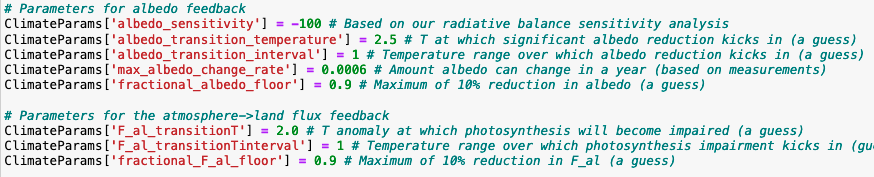 # Parameters for albedo feedback
ClimateParams['albedo_sensitivity'] = -100 # Based on our radiative balance sensitivity analysis
ClimateParams['albedo_transition_temperature'] = 2.5 # T at which significant albedo reduction kicks in (a guess)
ClimateParams['albedo_transition_interval'] = 1 # Temperature range over which albedo reduction kicks in (a guess)
ClimateParams['max_albedo_change_rate'] = 0.0006 # Amount albedo can change in a year (based on measurements)
ClimateParams['fractional_albedo_floor'] = 0.9 # Maximum of 10% reduction in albedo (a guess)
# Parameters for the atmosphere->land flux feedback
ClimateParams['F_al_transitionT'] = 2.0 # T anomaly at which photosynthesis will become impaired (a guess)
ClimateParams['F_al_transitionTinterval'] = 1 # Temperature range over which photosynthesis impairment kicks in
ClimateParams['fractional_F_al_floor'] = 0.9 # Maximum of 10% reduction in F_al (a guess)